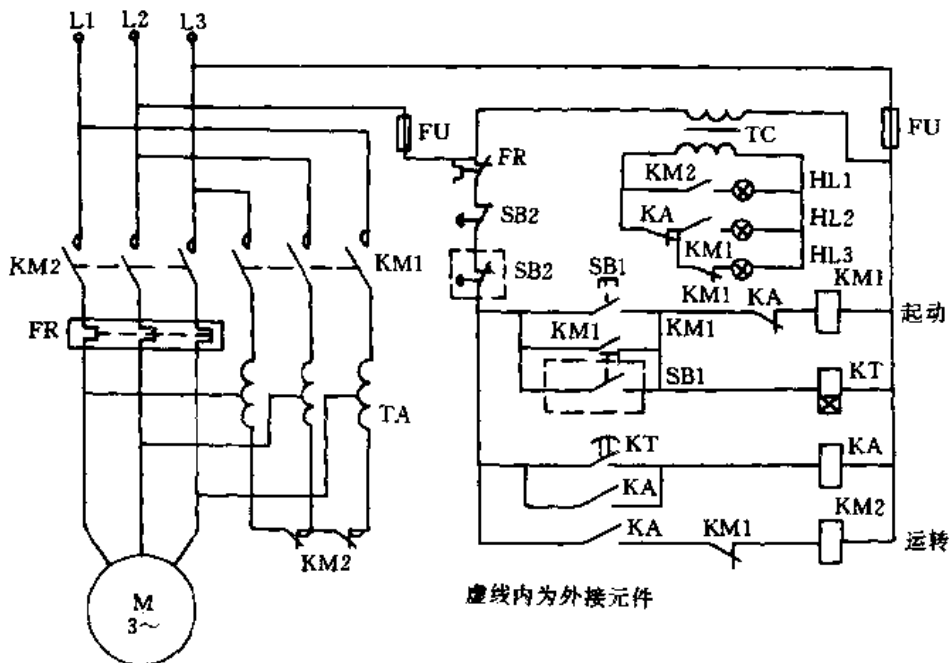 L1 L2 L3
FU
FU
TC
FR
KM2
HL1
SB2
KA
HL2
KM1
HL3
KM2
KM1
SB2
SB1
KM1
KA
KM1
起动
FR
KM1
KM1
SB1
KT
TA
KT
KA
KA
KM2
KA
KM1
运转
KM2
M
3～
虚线内为外接元件